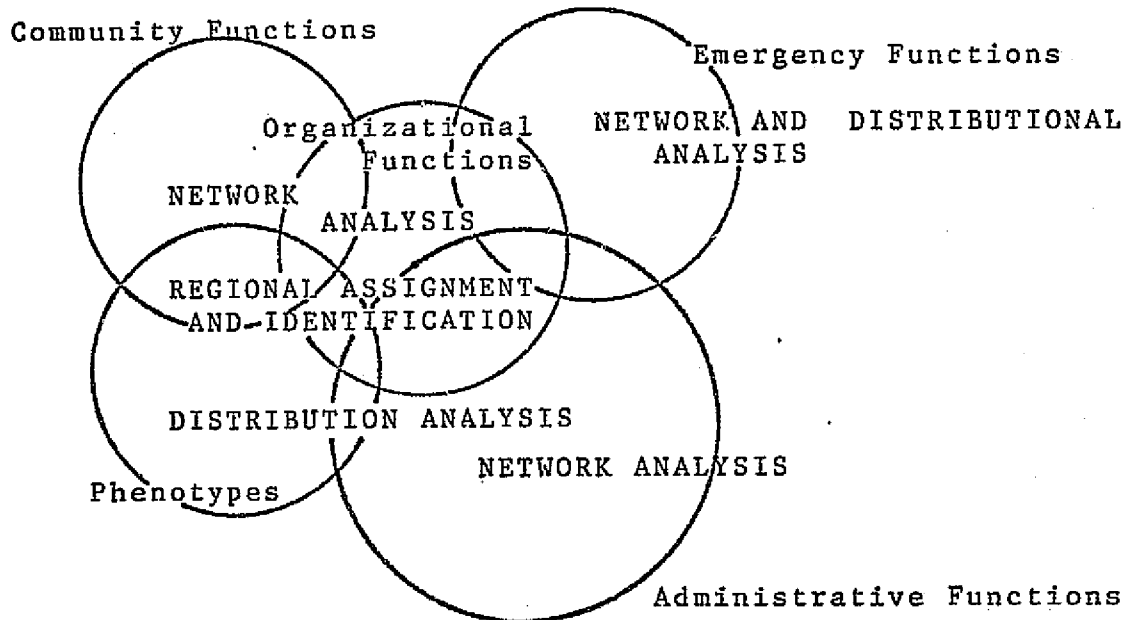 Community Functions
Emergency Functions
Organizational
Functions
NETWORK AND DISTRIBUTIONAL
ANALYSIS
NETWORK
ANALYSIS
REGIONAL ASSIGNMENT
AND IDENTIFICATION
DISTRIBUTION ANALYSIS
NETWORK ANALYSIS
Phenotypes
Administrative Functions